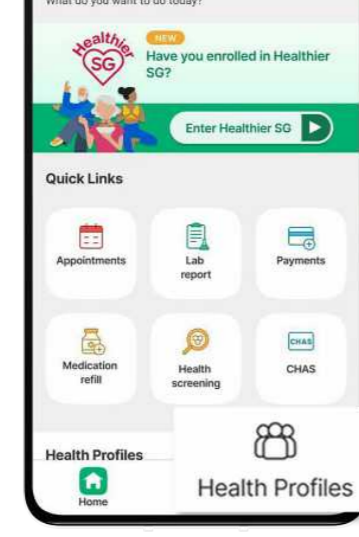 What do you want to do today?
Healthier
SG
NEW
Have you enrolled in Healthier
SG?
Enter Healthier SG
Quick Links
Appointments
Lab
report
Payments
Medication
refill
Health
screening
CHAS
CHAS
Health Profiles
Home
Health Profiles